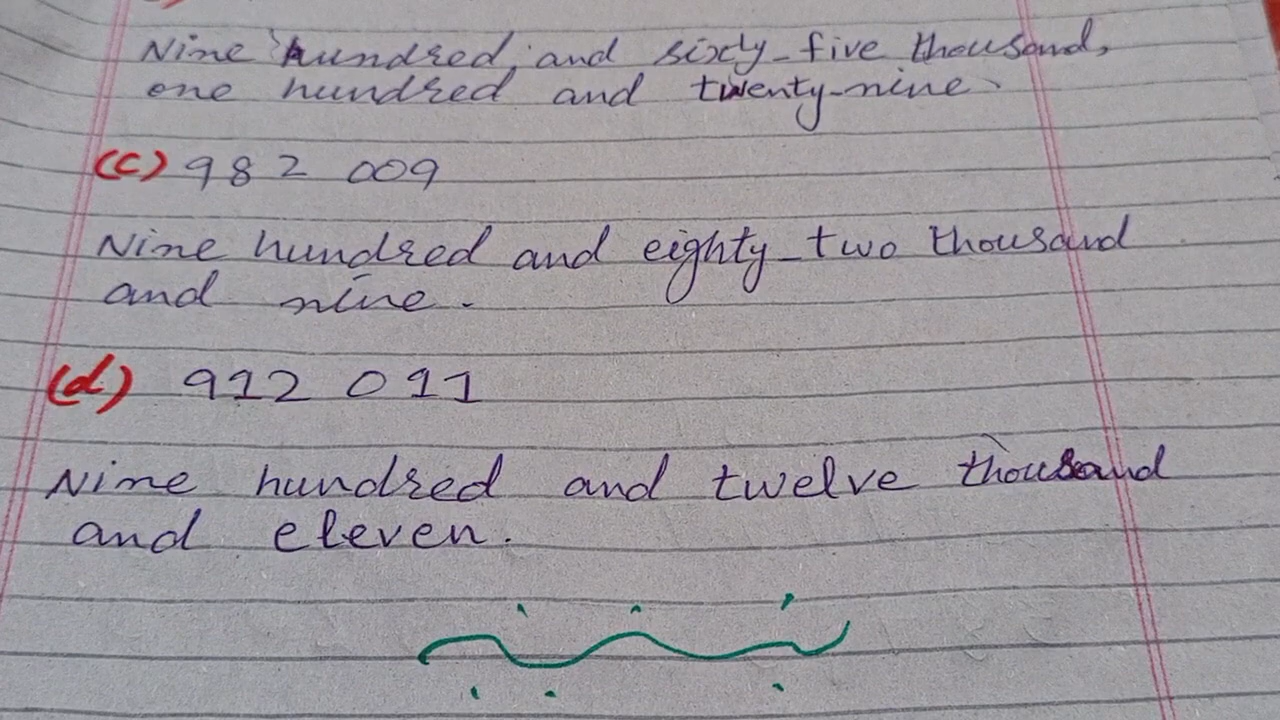 Nine hundred, and sixty-five thousand,
one hundred and twenty-nine.
(c) 982 009
Nine hundred and eighty-two thousand
and nine.
(d) 912 011
Nine hundred and twelve thousand
and eleven.